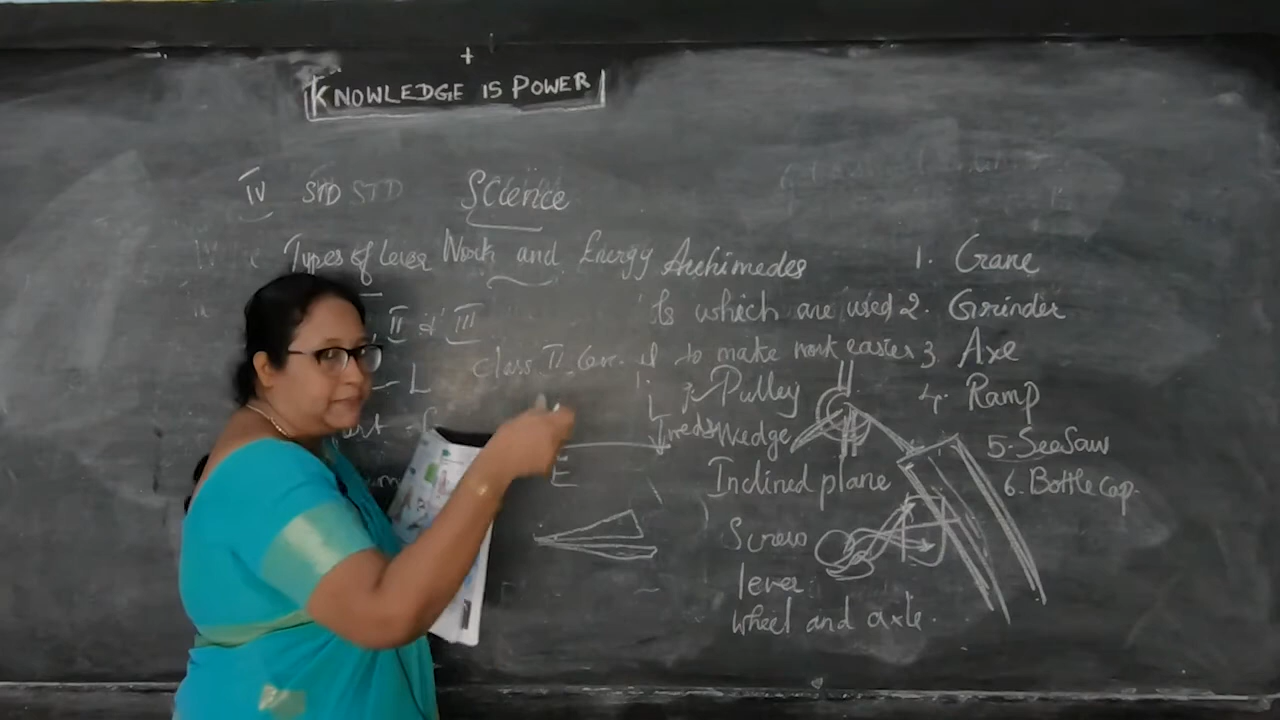 KNOWLEDGE IS POWER
IV STD STD Science
Types of lever Work and Energy Archimedes
II & III
which are used
Class II
to make work easier
L
Pulley
Wedge
E
Inclined plane
Screw
lever
wheel and axle.
1. Crane
2. Grinder
3. Axe
4. Ramp
5. SeeSaw
6. Bottle cap.